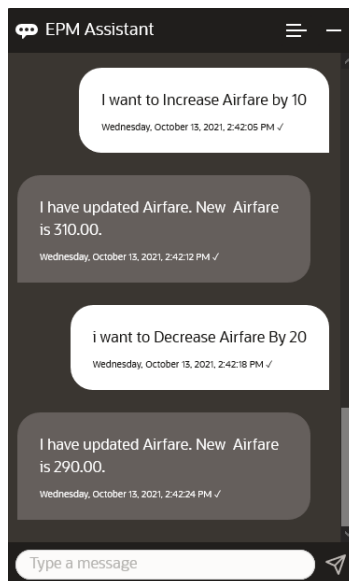 EPM Assistant
I want to Increase Airfare by 10
Wednesday, October 13, 2021, 2:42:05 PM ✓
I have updated Airfare. New Airfare
is 310.00.
Wednesday, October 13, 2021, 2:42:12 PM ✓
i want to Decrease Airfare By 20
Wednesday, October 13, 2021, 2:42:18 PM ✓
I have updated Airfare. New Airfare
is 290.00.
Wednesday, October 13, 2021, 2:42:24 PM ✓
Type a message